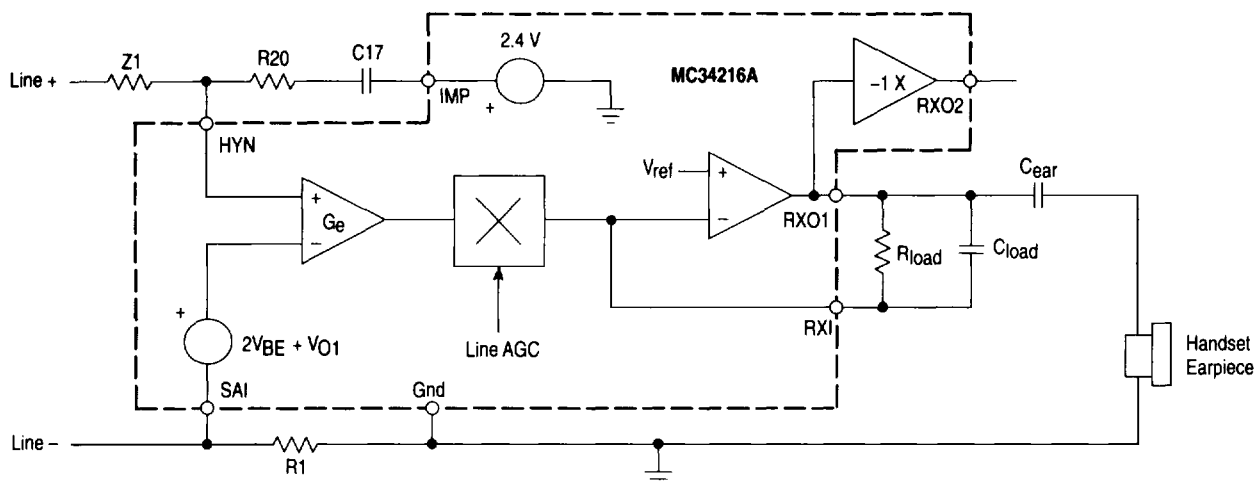 2.4 V
MC34216A
Z1
R20
C17
Line +
IMP
+
–1 X
RXO2
HYN
Vref
+
–
RXO1
Cear
+
–
Ge
Rload
Cload
RXI
Line AGC
+
2VBE + VO1
Handset
Earpiece
SAI
Gnd
Line –
R1